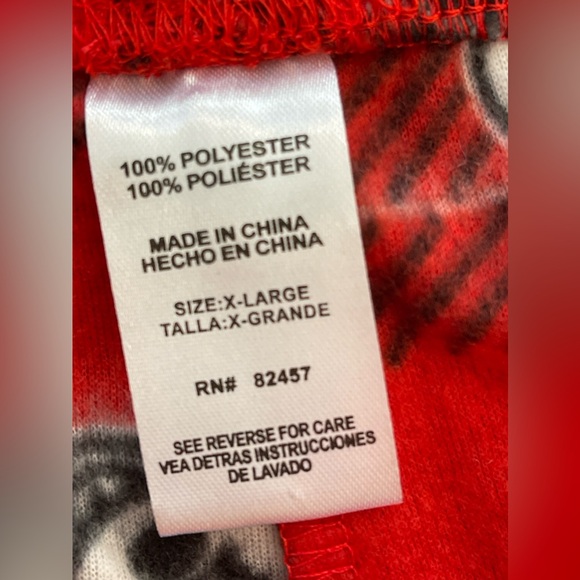 100% POLYESTER
100% POLIÉSTER
MADE IN CHINA
HECHO EN CHINA
SIZE:X-LARGE
TALLA:X-GRANDE
RN# 82457
SEE REVERSE FOR CARE
VEA DETRAS INSTRUCCIONES
DE LAVADO